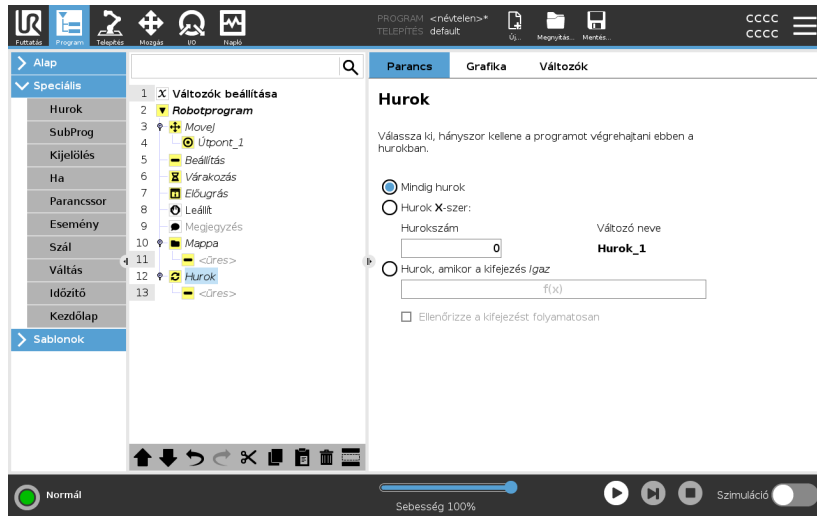 UR
Futtatás
Program
Telepítés
Mozgás
I/O
Napló
PROGRAM <névtelen>*
TELEPÍTÉS default
Új...
Megnyitás...
Mentés...
CCCC
CCCC
Alap
Speciális
Hurok
SubProg
Kijelölés
Ha
Parancssor
Esemény
Szál
Váltás
Időzítő
Kezdőlap
Sablonok
1 X Változók beállítása
2 Robotprogram
3 MoveJ
4 Útpont_1
5 Beállítás
6 Várakozás
7 Előugrás
8 Leállít
9 Megjegyzés
10 Mappa
11 <üres>
12 Hurok
13 <üres>
Parancs
Grafika
Változók
Hurok
Válassza ki, hányszor kellene a programot végrehajtani ebben a
hurokban.
Mindig hurok
Hurok X-szer:
Hurokszám
Változó neve
0
Hurok_1
Hurok, amikor a kifejezés Igaz
f(x)
Ellenőrizze a kifejezést folyamatosan
Normál
Sebesség 100%
Szimuláció